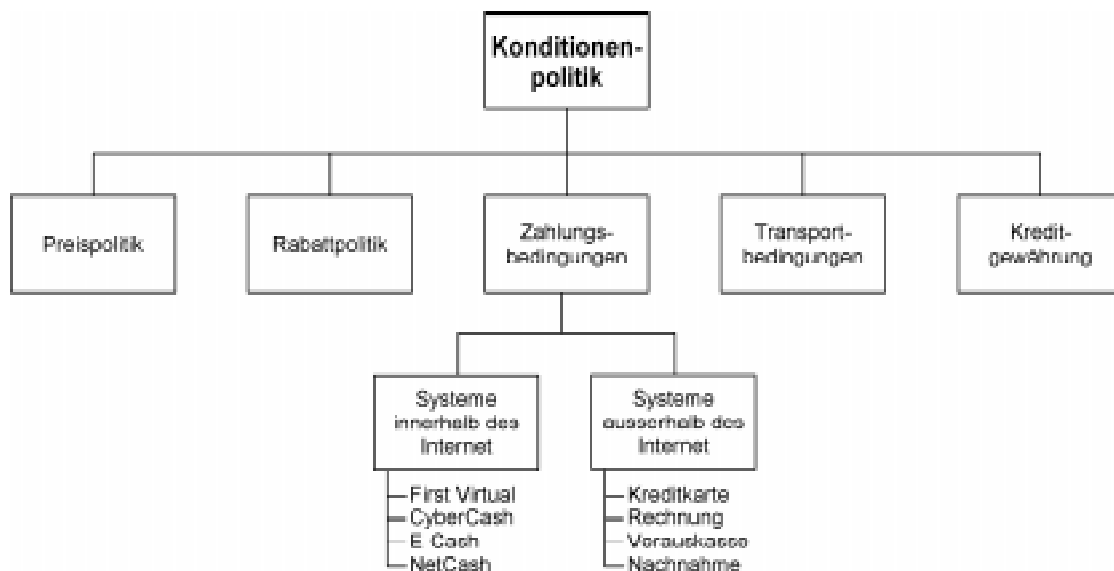 Konditionen-
politik
Preispolitik
Rabattpolitik
Zahlungs-
bedingungen
Transport-
bedingungen
Kredit-
gewährung
Systeme
innerhalb des
Internet
Systeme
ausserhalb des
Internet
First Virtual
CyberCash
E-Cash
NetCash
Kreditkarte
Rechnung
Vorauskasse
Nachnahme